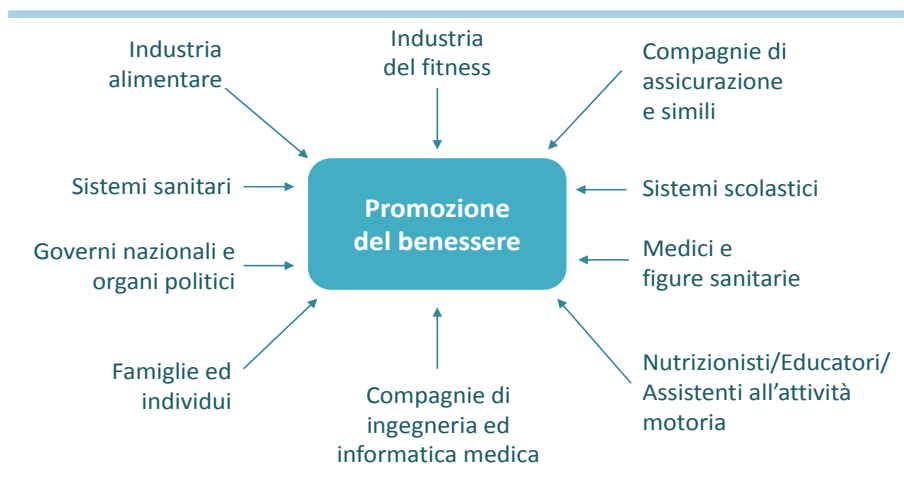 Industria
alimentare
Industria
del fitness
Compagnie di
assicurazione
e simili
Sistemi sanitari
Promozione
del benessere
Sistemi scolastici
Governi nazionali e
organi politici
Medici e
figure sanitarie
Famiglie ed
individui
Compagnie di
ingegneria ed
informatica medica
Nutrizionisti/Educatori/
Assistenti all’attività
motoria